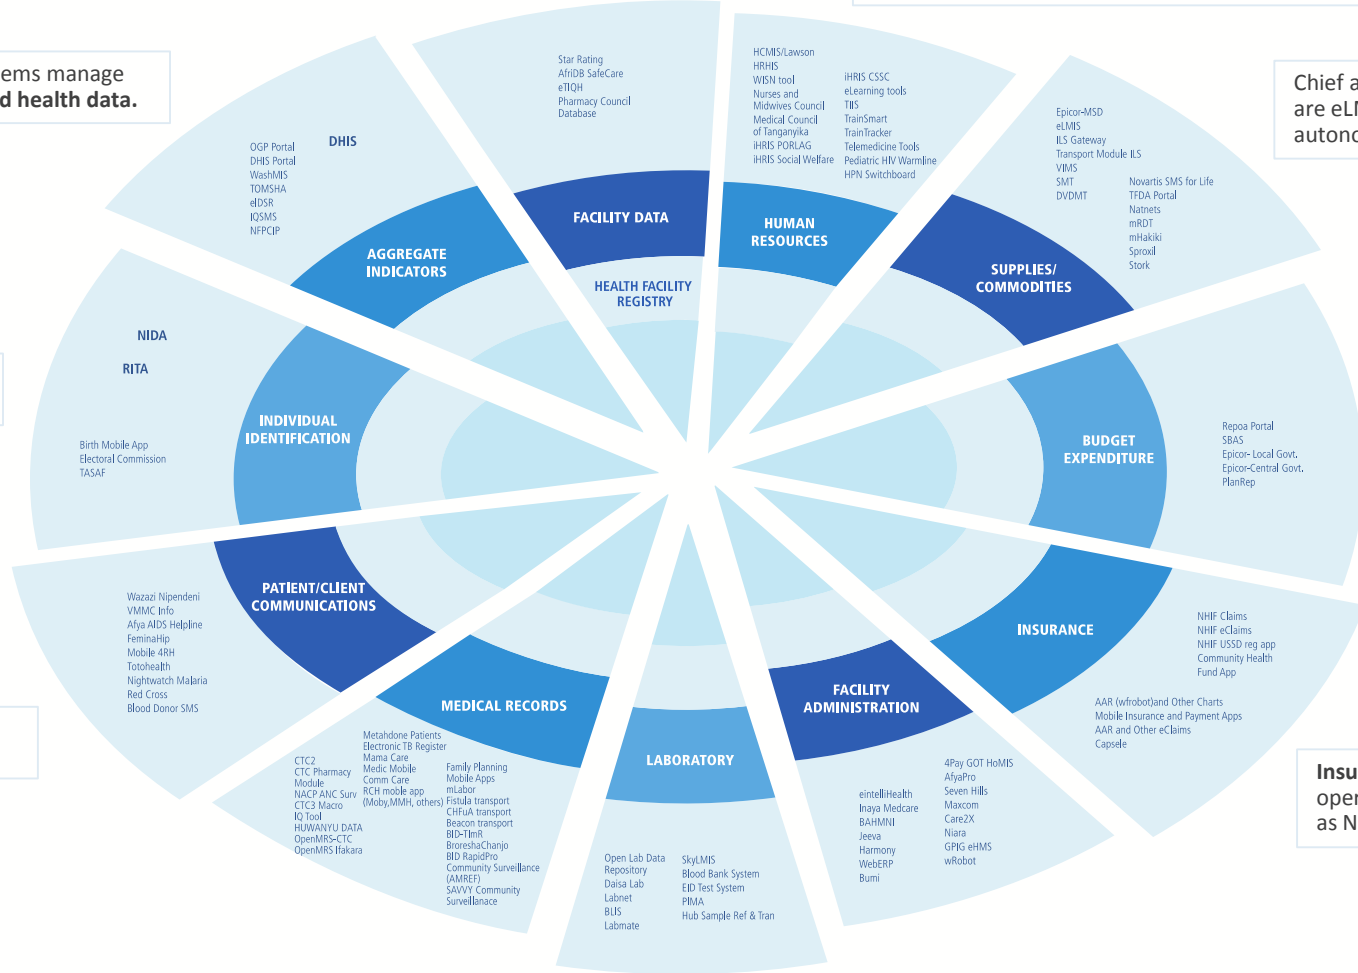 ems manage
d health data.
Chief a
are eLM
autono
Star Rating
AfriDB SafeCare
eTIQH
Pharmacy Council
Database
FACILITY DATA
HEALTH FACILITY
REGISTRY
HCMIS/Lawson
HRHIS
WISN tool
Nurses and
Midwives Council
Medical Council
of Tanganyika
iHRIS PORLAG
iHRIS Social Welfare
iHRIS CSSC
eLearning tools
TIIS
TrainSmart
TrainTracker
Telemedicine Tools
Pediatric HIV Warmline
HPN Switchboard
HUMAN
RESOURCES
Epicor-MSD
eLMIS
ILS Gateway
Transport Module ILS
VIMS
SMT
DVDMT
Novartis SMS for Life
TFDA Portal
Natnets
mRDT
mHakiki
Sproxil
Stork
SUPPLIES/
COMMODITIES
Repoa Portal
SBAS
Epicor- Local Govt.
Epicor-Central Govt.
PlanRep
BUDGET
EXPENDITURE
NHIF Claims
NHIF eClaims
NHIF USSD reg app
Community Health
Fund App
AAR (wfrobot)and Other Charts
Mobile Insurance and Payment Apps
AAR and Other eClaims
Capsele
INSURANCE
Insu
oper
as N
FACILITY
ADMINISTRATION
eintelliHealth
Inaya Medcare
BAHMNI
Jeeva
Harmony
WebERP
Bumi
4Pay GOT HoMIS
AfyaPro
Seven Hills
Maxcom
Care2X
Niara
GPIG eHMS
wRobot
LABORATORY
Open Lab Data
Repository
Daisa Lab
Labnet
BLIS
Labmate
SkyLMIS
Blood Bank System
EID Test System
PIMA
Hub Sample Ref & Tran
MEDICAL RECORDS
CTC2
CTC Pharmacy
Module
NACP ANC Surv
CTC3 Macro
IQ Tool
HUWANYU DATA
OpenMRS-CTC
OpenMRS Ifakara
Metahdone Patients
Electronic TB Register
Mama Care
Medic Mobile
Comm Care
RCH moble app
(Moby,MMH, others)
Family Planning
Mobile Apps
mLabor
Fistula transport
CHFuA transport
Beacon transport
BID-TImR
BroreshaChanjo
BID RapidPro
Community Surveillance
(AMREF)
SAVVY Community
Surveillanace
PATIENT/CLIENT
COMMUNICATIONS
Wazazi Nipendeni
VMMC Info
Afya AIDS Helpline
FeminaHip
Mobile 4RH
Totohealth
Nightwatch Malaria
Red Cross
Blood Donor SMS
INDIVIDUAL
IDENTIFICATION
NIDA
RITA
Birth Mobile App
Electoral Commission
TASAF
AGGREGATE
INDICATORS
DHIS
OGP Portal
DHIS Portal
WashMIS
TOMSHA
eIDSR
IQSMS
NFPCIP